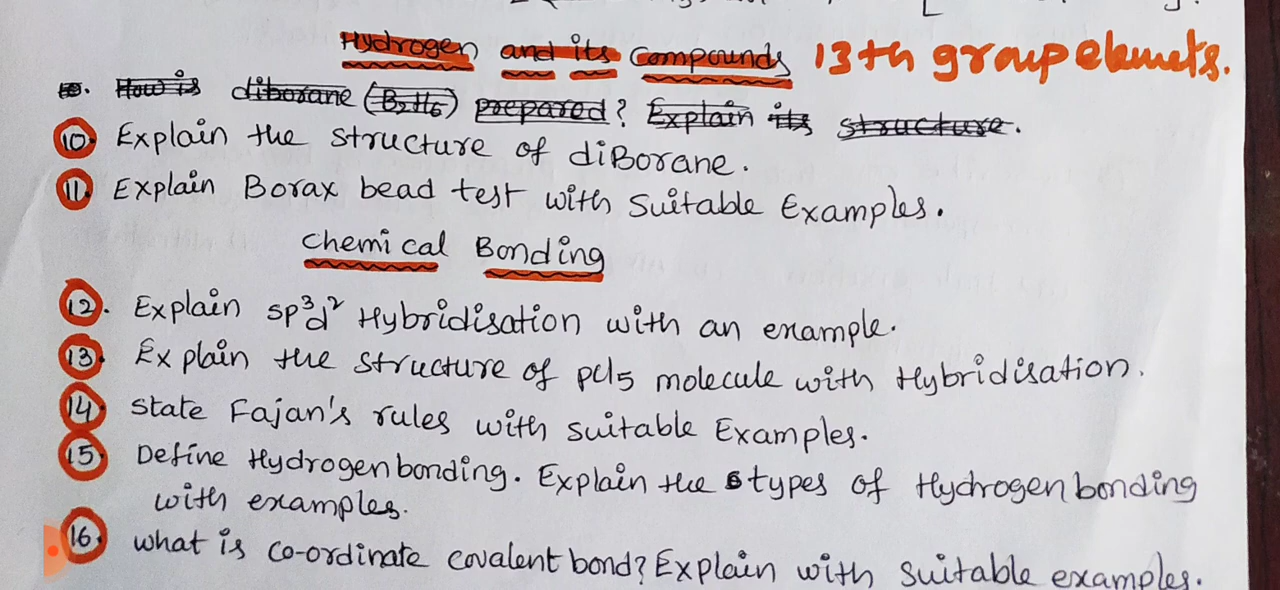 Hydrogen and its compounds 13th group elements.
How is diborane (B2H6) prepared? Explain its structure.
10. Explain the structure of diBorane.
11. Explain Borax bead test with suitable Examples.
Chemical Bonding
12. Explain sp³d² Hybridisation with an example.
13. Explain the structure of pcl5 molecule with Hybridisation.
14. State Fajan's rules with suitable Examples.
15. Define Hydrogen bonding. Explain the types of Hydrogen bonding
with examples.
16. what is co-ordinate covalent bond? Explain with suitable examples.